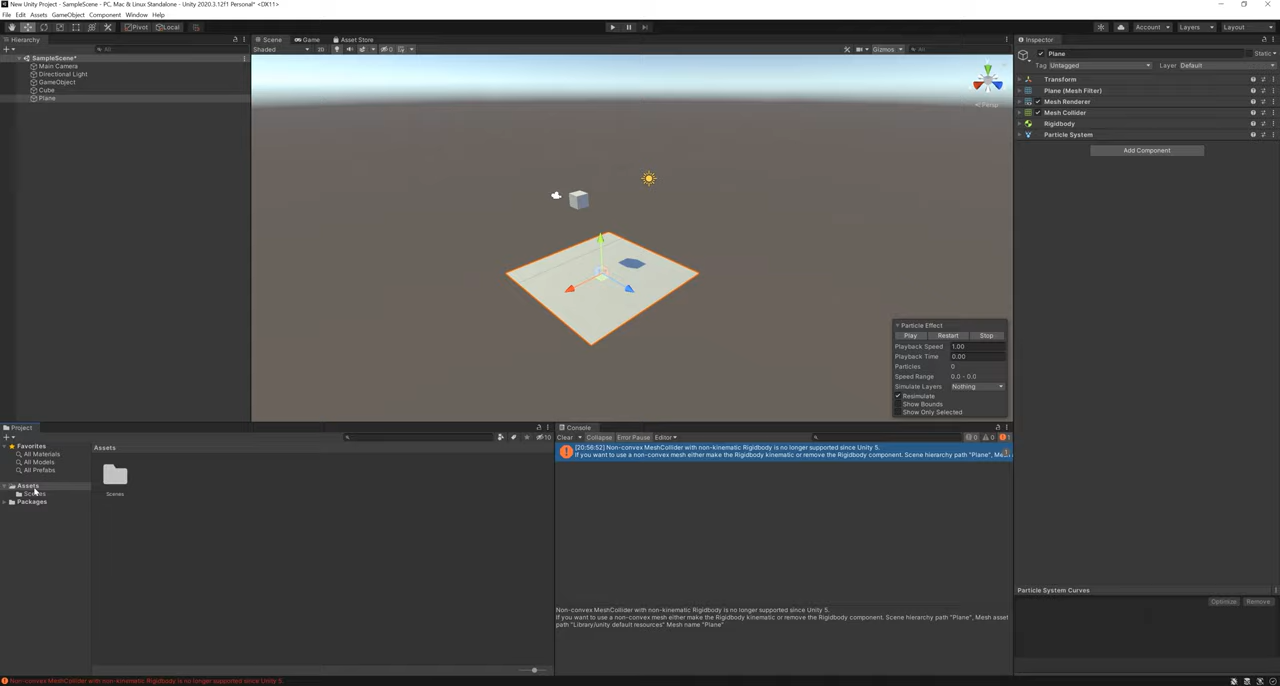 New Unity Project - SampleScene - PC, Mac & Linux Standalone - Unity 2020.3.12f1 Personal* <DX11>
File Edit Assets GameObject Component Window Help
Pivot Local
Account Layers Layout
Hierarchy
All
SampleScene*
Main Camera
Directional Light
GameObject
Cube
Plane
Scene Game Asset Store
Shaded 2D 0 Gizmos All
Persp
Particle Effect
Play Restart Stop
Playback Speed 1.00
Playback Time 0.00
Particles 0
Speed Range 0.0 - 0.0
Simulate Layers Nothing
Resimulate
Show Bounds
Show Only Selected
Inspector
Plane Static
Tag Untagged Layer Default
Transform
Plane (Mesh Filter)
Mesh Renderer
Mesh Collider
Rigidbody
Particle System
Add Component
Particle System Curves
Optimize Remove
Project
10
Favorites
All Materials
All Models
All Prefabs
Assets
Scenes
Packages
Assets
Scenes
Console
Clear Collapse Error Pause Editor 0 0 1
[20:56:52] Non-convex MeshCollider with non-kinematic Rigidbody is no longer supported since Unity 5.
If you want to use a non-convex mesh either make the Rigidbody kinematic or remove the Rigidbody component. Scene hierarchy path "Plane",
Non-convex MeshCollider with non-kinematic Rigidbody is no longer supported since Unity 5.
If you want to use a non-convex mesh either make the Rigidbody kinematic or remove the Rigidbody component. Scene hierarchy path "Plane", Mesh asset
path "Library/unity default resources" Mesh name "Plane"
Non-convex MeshCollider with non-kinematic Rigidbody is no longer supported since Unity 5.